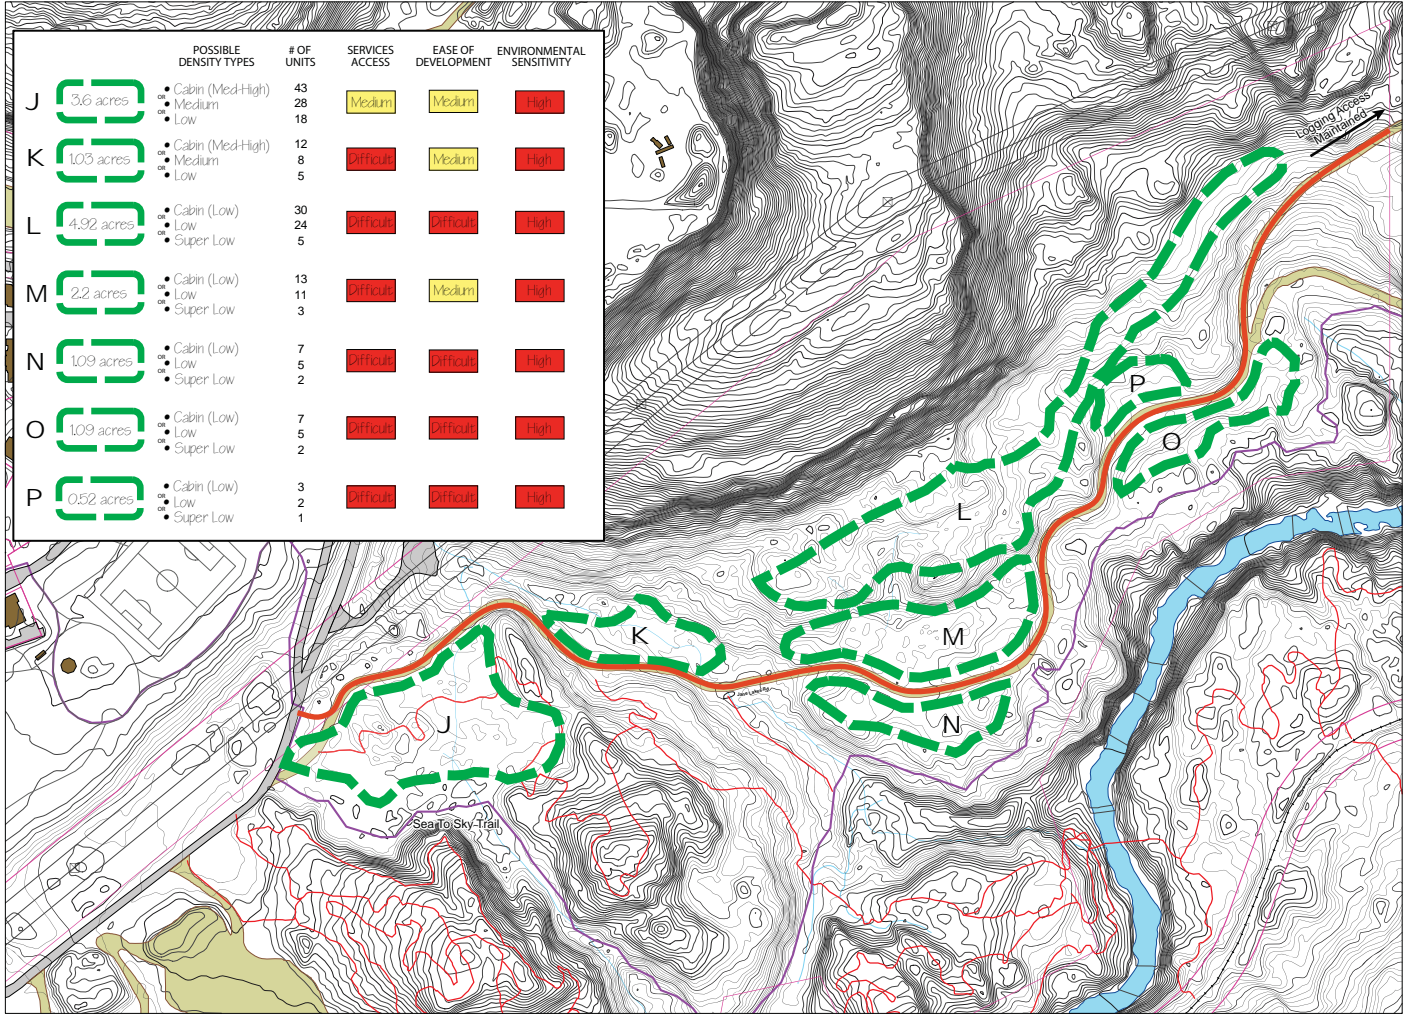 POSSIBLE DENSITY TYPES
# OF UNITS
SERVICES ACCESS
EASE OF DEVELOPMENT
ENVIRONMENTAL SENSITIVITY
J 3.6 acres
• Cabin (Med-High) 43
OR
• Medium 28
OR
• Low 18
Medium Medium High
K 1.03 acres
• Cabin (Med-High) 12
OR
• Medium 8
OR
• Low 5
Difficult Medium High
L 4.92 acres
• Cabin (Low) 30
OR
• Low 24
OR
• Super Low 5
Difficult Difficult High
M 2.2 acres
• Cabin (Low) 13
OR
• Low 11
OR
• Super Low 3
Difficult Medium High
N 1.09 acres
• Cabin (Low) 7
OR
• Low 5
OR
• Super Low 2
Difficult Difficult High
O 1.09 acres
• Cabin (Low) 7
OR
• Low 5
OR
• Super Low 2
Difficult Difficult High
P 0.52 acres
• Cabin (Low) 3
OR
• Low 2
OR
• Super Low 1
Difficult Difficult High
Logging Access
Maintained
P
O
L
K
M
J
N
Sea To Sky Trail